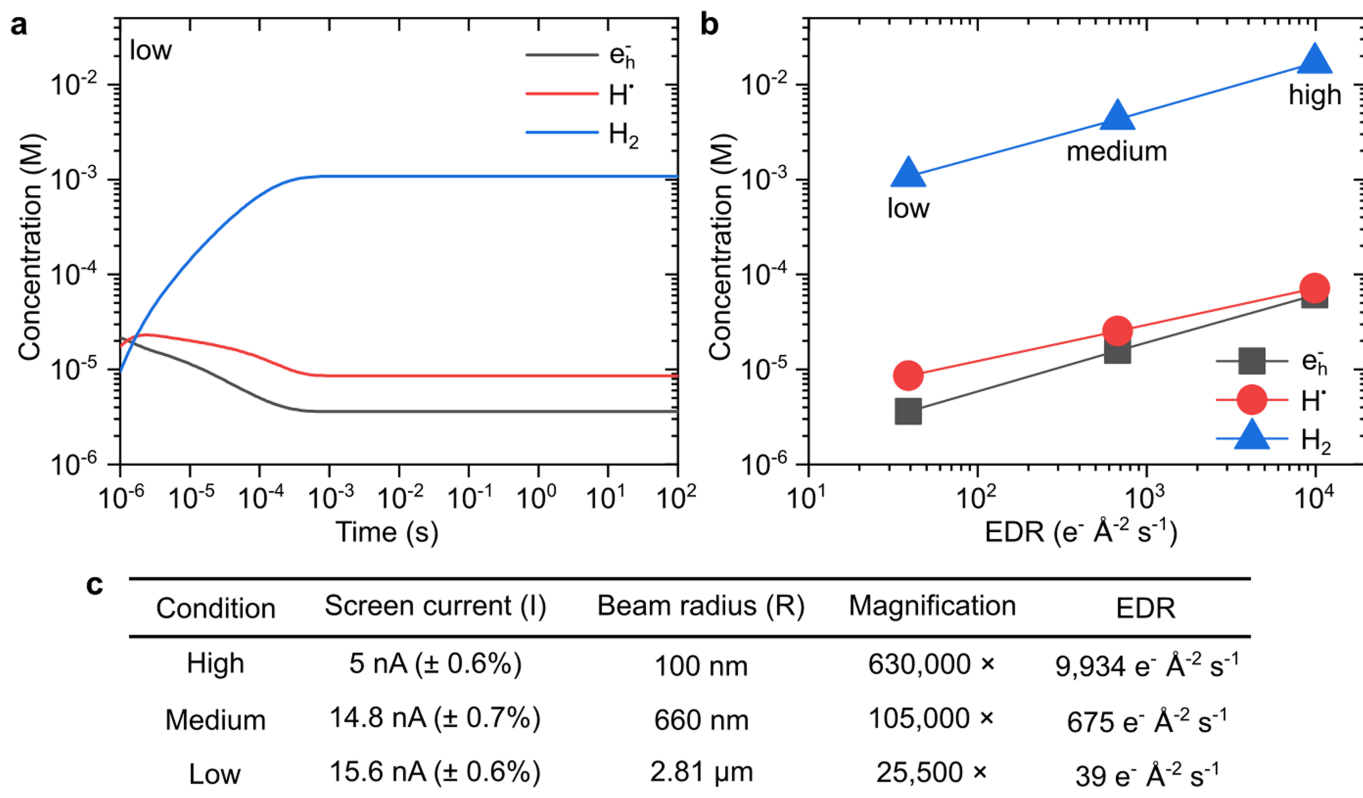 a
low
e⁻ₕ
H•
H₂
10⁻²
10⁻³
10⁻⁴
10⁻⁵
10⁻⁶
Concentration (M)
10⁻⁶ 10⁻⁵ 10⁻⁴ 10⁻³ 10⁻² 10⁻¹ 10⁰ 10¹ 10²
Time (s)
b
high
medium
low
e⁻ₕ
H•
H₂
10⁻²
10⁻³
10⁻⁴
10⁻⁵
10⁻⁶
Concentration (M)
10¹ 10² 10³ 10⁴
EDR (e⁻ Å⁻² s⁻¹)
c
Condition Screen current (I) Beam radius (R) Magnification EDR
High 5 nA (± 0.6%) 100 nm 630,000 × 9,934 e⁻ Å⁻² s⁻¹
Medium 14.8 nA (± 0.7%) 660 nm 105,000 × 675 e⁻ Å⁻² s⁻¹
Low 15.6 nA (± 0.6%) 2.81 µm 25,500 × 39 e⁻ Å⁻² s⁻¹